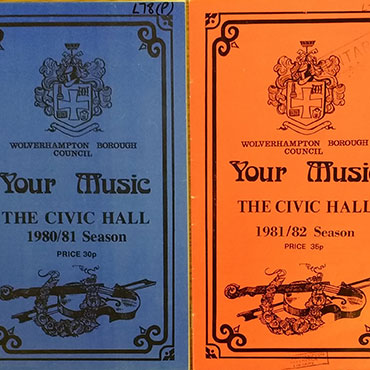 L78(P)
WOLVERHAMPTON BOROUGH
COUNCIL
Your Music
THE CIVIC HALL
1980/81 Season
PRICE 30p
WOLVERHAMPTON BOROUGH
COUNCIL
Your Music
THE CIVIC HALL
1981/82 Season
PRICE 35p